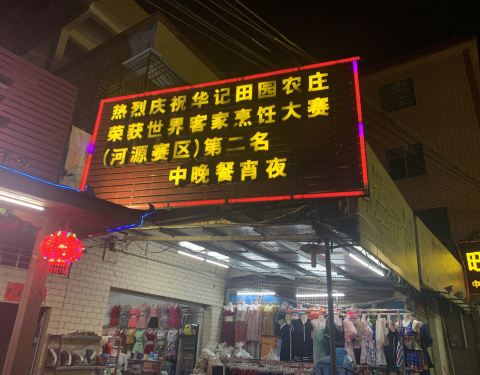 热烈庆祝华记田园农庄
荣获世界客家烹饪大赛
(河源赛区)第二名
中晚餐宵夜